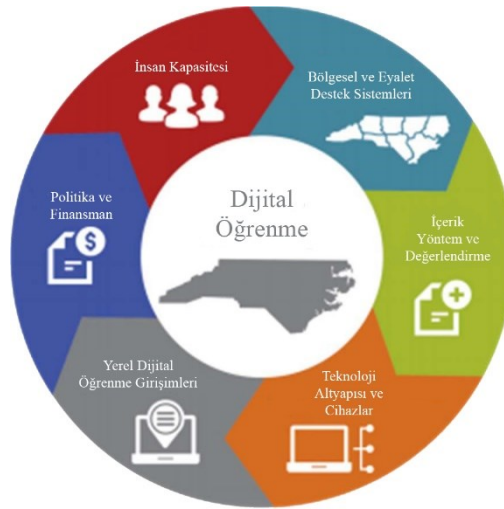 İnsan Kapasitesi
Bölgesel ve Eyalet
Destek Sistemleri
İçerik
Yöntem ve
Değerlendirme
Teknoloji
Altyapısı ve
Cihazlar
Yerel Dijital
Öğrenme Girişimleri
Politika ve
Finansman
$
Dijital
Öğrenme